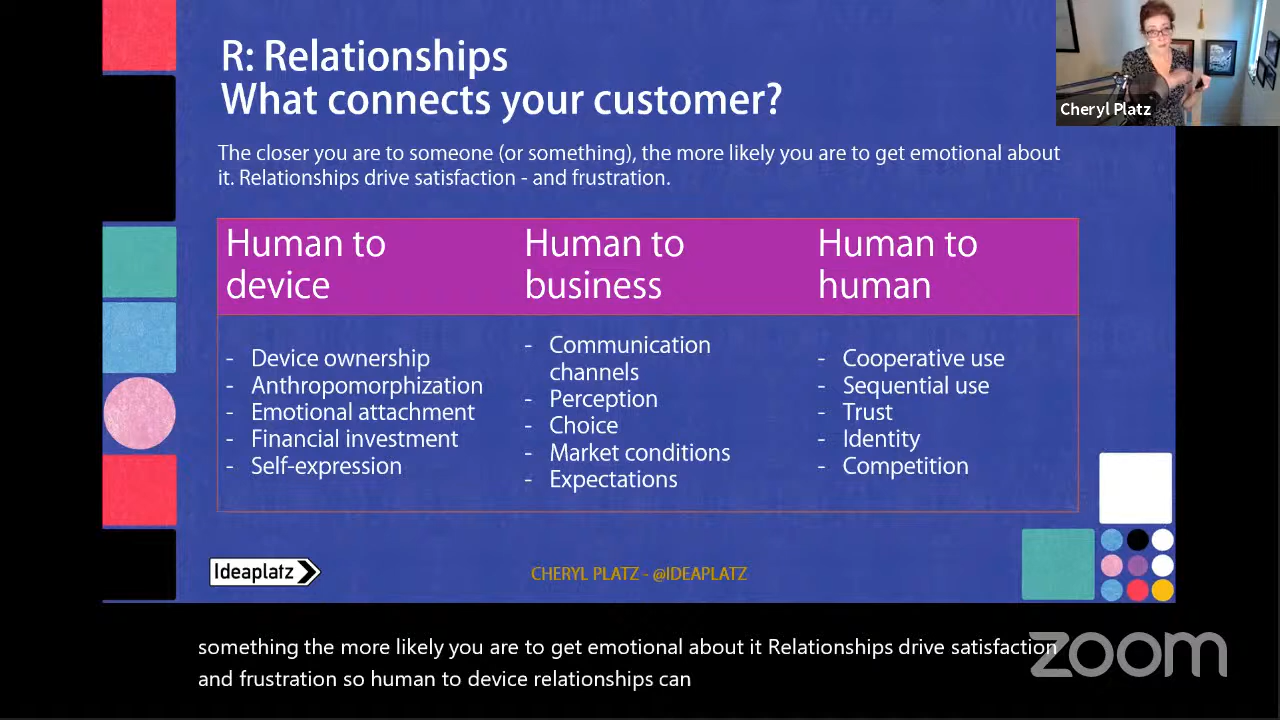 R: Relationships
What connects your customer?
Cheryl Platz
The closer you are to someone (or something), the more likely you are to get emotional about
it. Relationships drive satisfaction - and frustration.
Human to
device
- Device ownership
- Anthropomorphization
- Emotional attachment
- Financial investment
- Self-expression
Human to
business
- Communication
channels
- Perception
- Choice
- Market conditions
- Expectations
Human to
human
- Cooperative use
- Sequential use
- Trust
- Identity
- Competition
Ideaplatz
CHERYL PLATZ - @IDEAPLATZ
something the more likely you are to get emotional about it Relationships drive satisfaction
and frustration so human to device relationships can
zoom